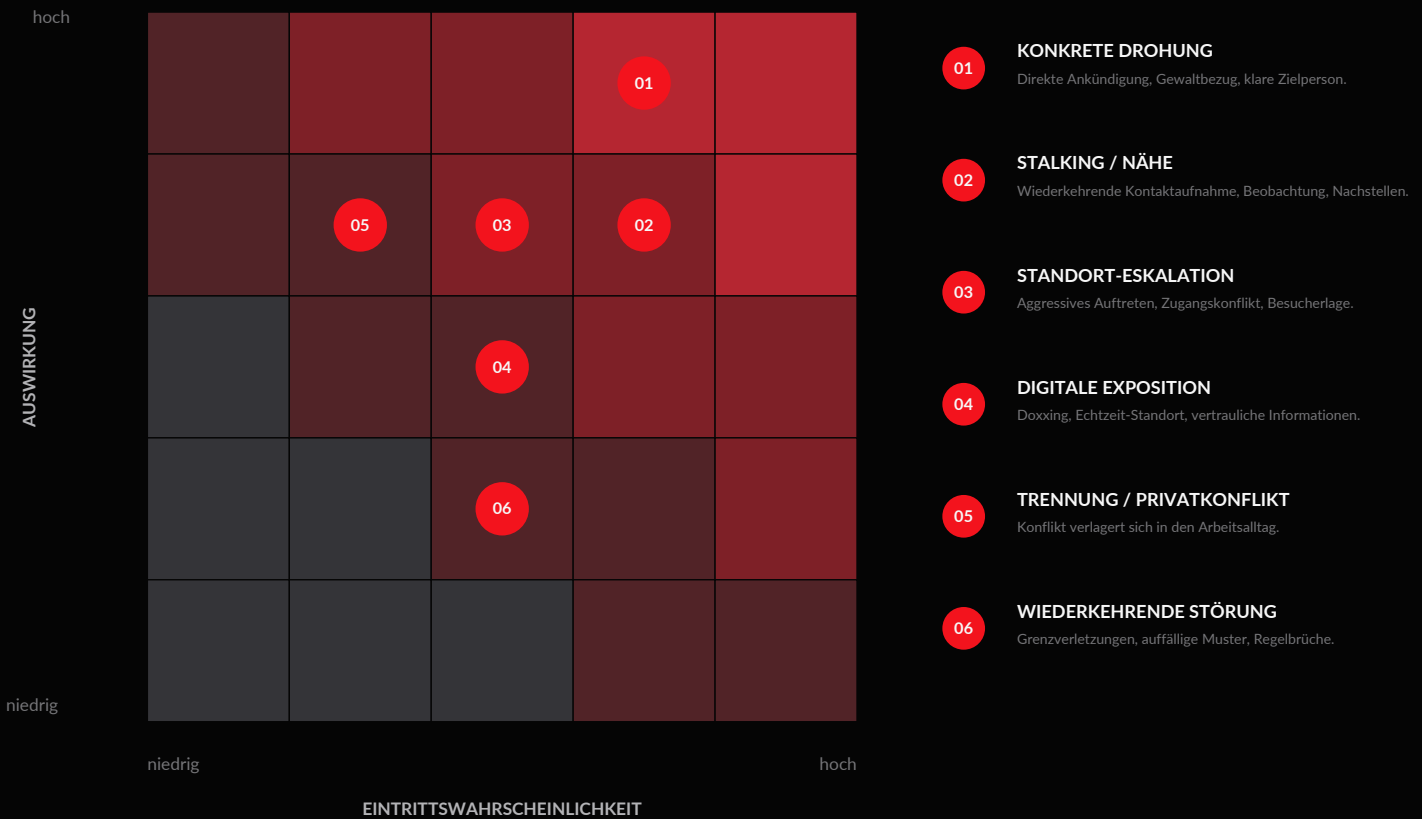 hoch
01
05
03
02
04
06
AUSWIRKUNG
niedrig
niedrig
hoch
EINTRITTSWAHRSCHEINLICHKEIT
01
KONKRETE DROHUNG
Direkte Ankündigung, Gewaltbezug, klare Zielperson.
02
STALKING / NÄHE
Wiederkehrende Kontaktaufnahme, Beobachtung, Nachstellen.
03
STANDORT-ESKALATION
Aggressives Auftreten, Zugangskonflikt, Besucherlage.
04
DIGITALE EXPOSITION
Doxxing, Echtzeit-Standort, vertrauliche Informationen.
05
TRENNUNG / PRIVATKONFLIKT
Konflikt verlagert sich in den Arbeitsalltag.
06
WIEDERKEHRENDE STÖRUNG
Grenzverletzungen, auffällige Muster, Regelbrüche.